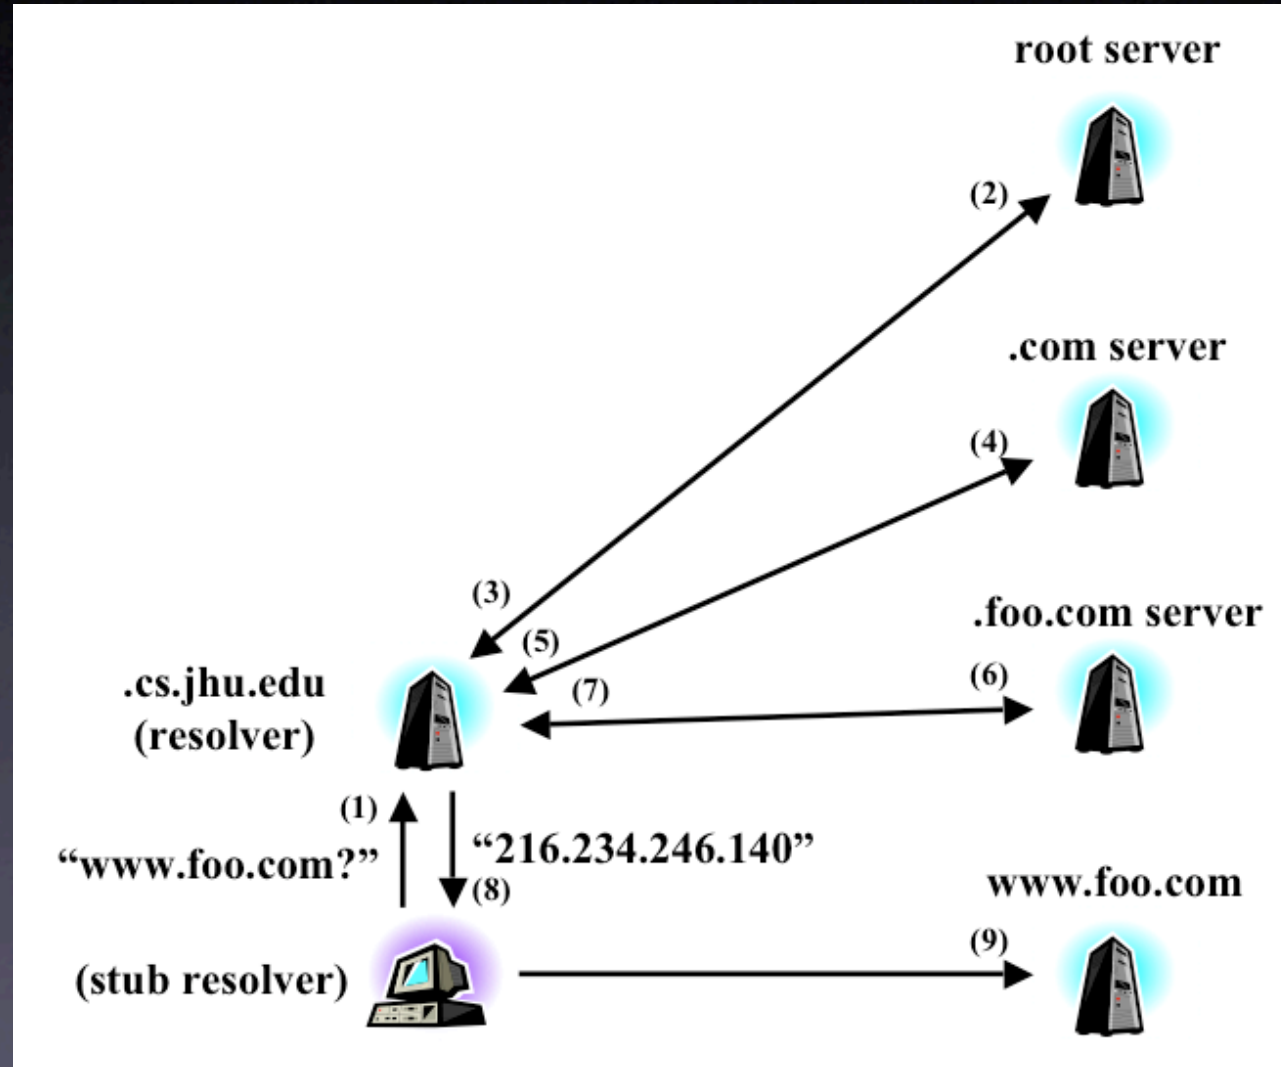 root server
(2)
.com server
(4)
(3)
.foo.com server
(5)
.cs.jhu.edu
(resolver)
(7)
(6)
(1)
“www.foo.com?”
“216.234.246.140”
(8)
www.foo.com
(9)
(stub resolver)